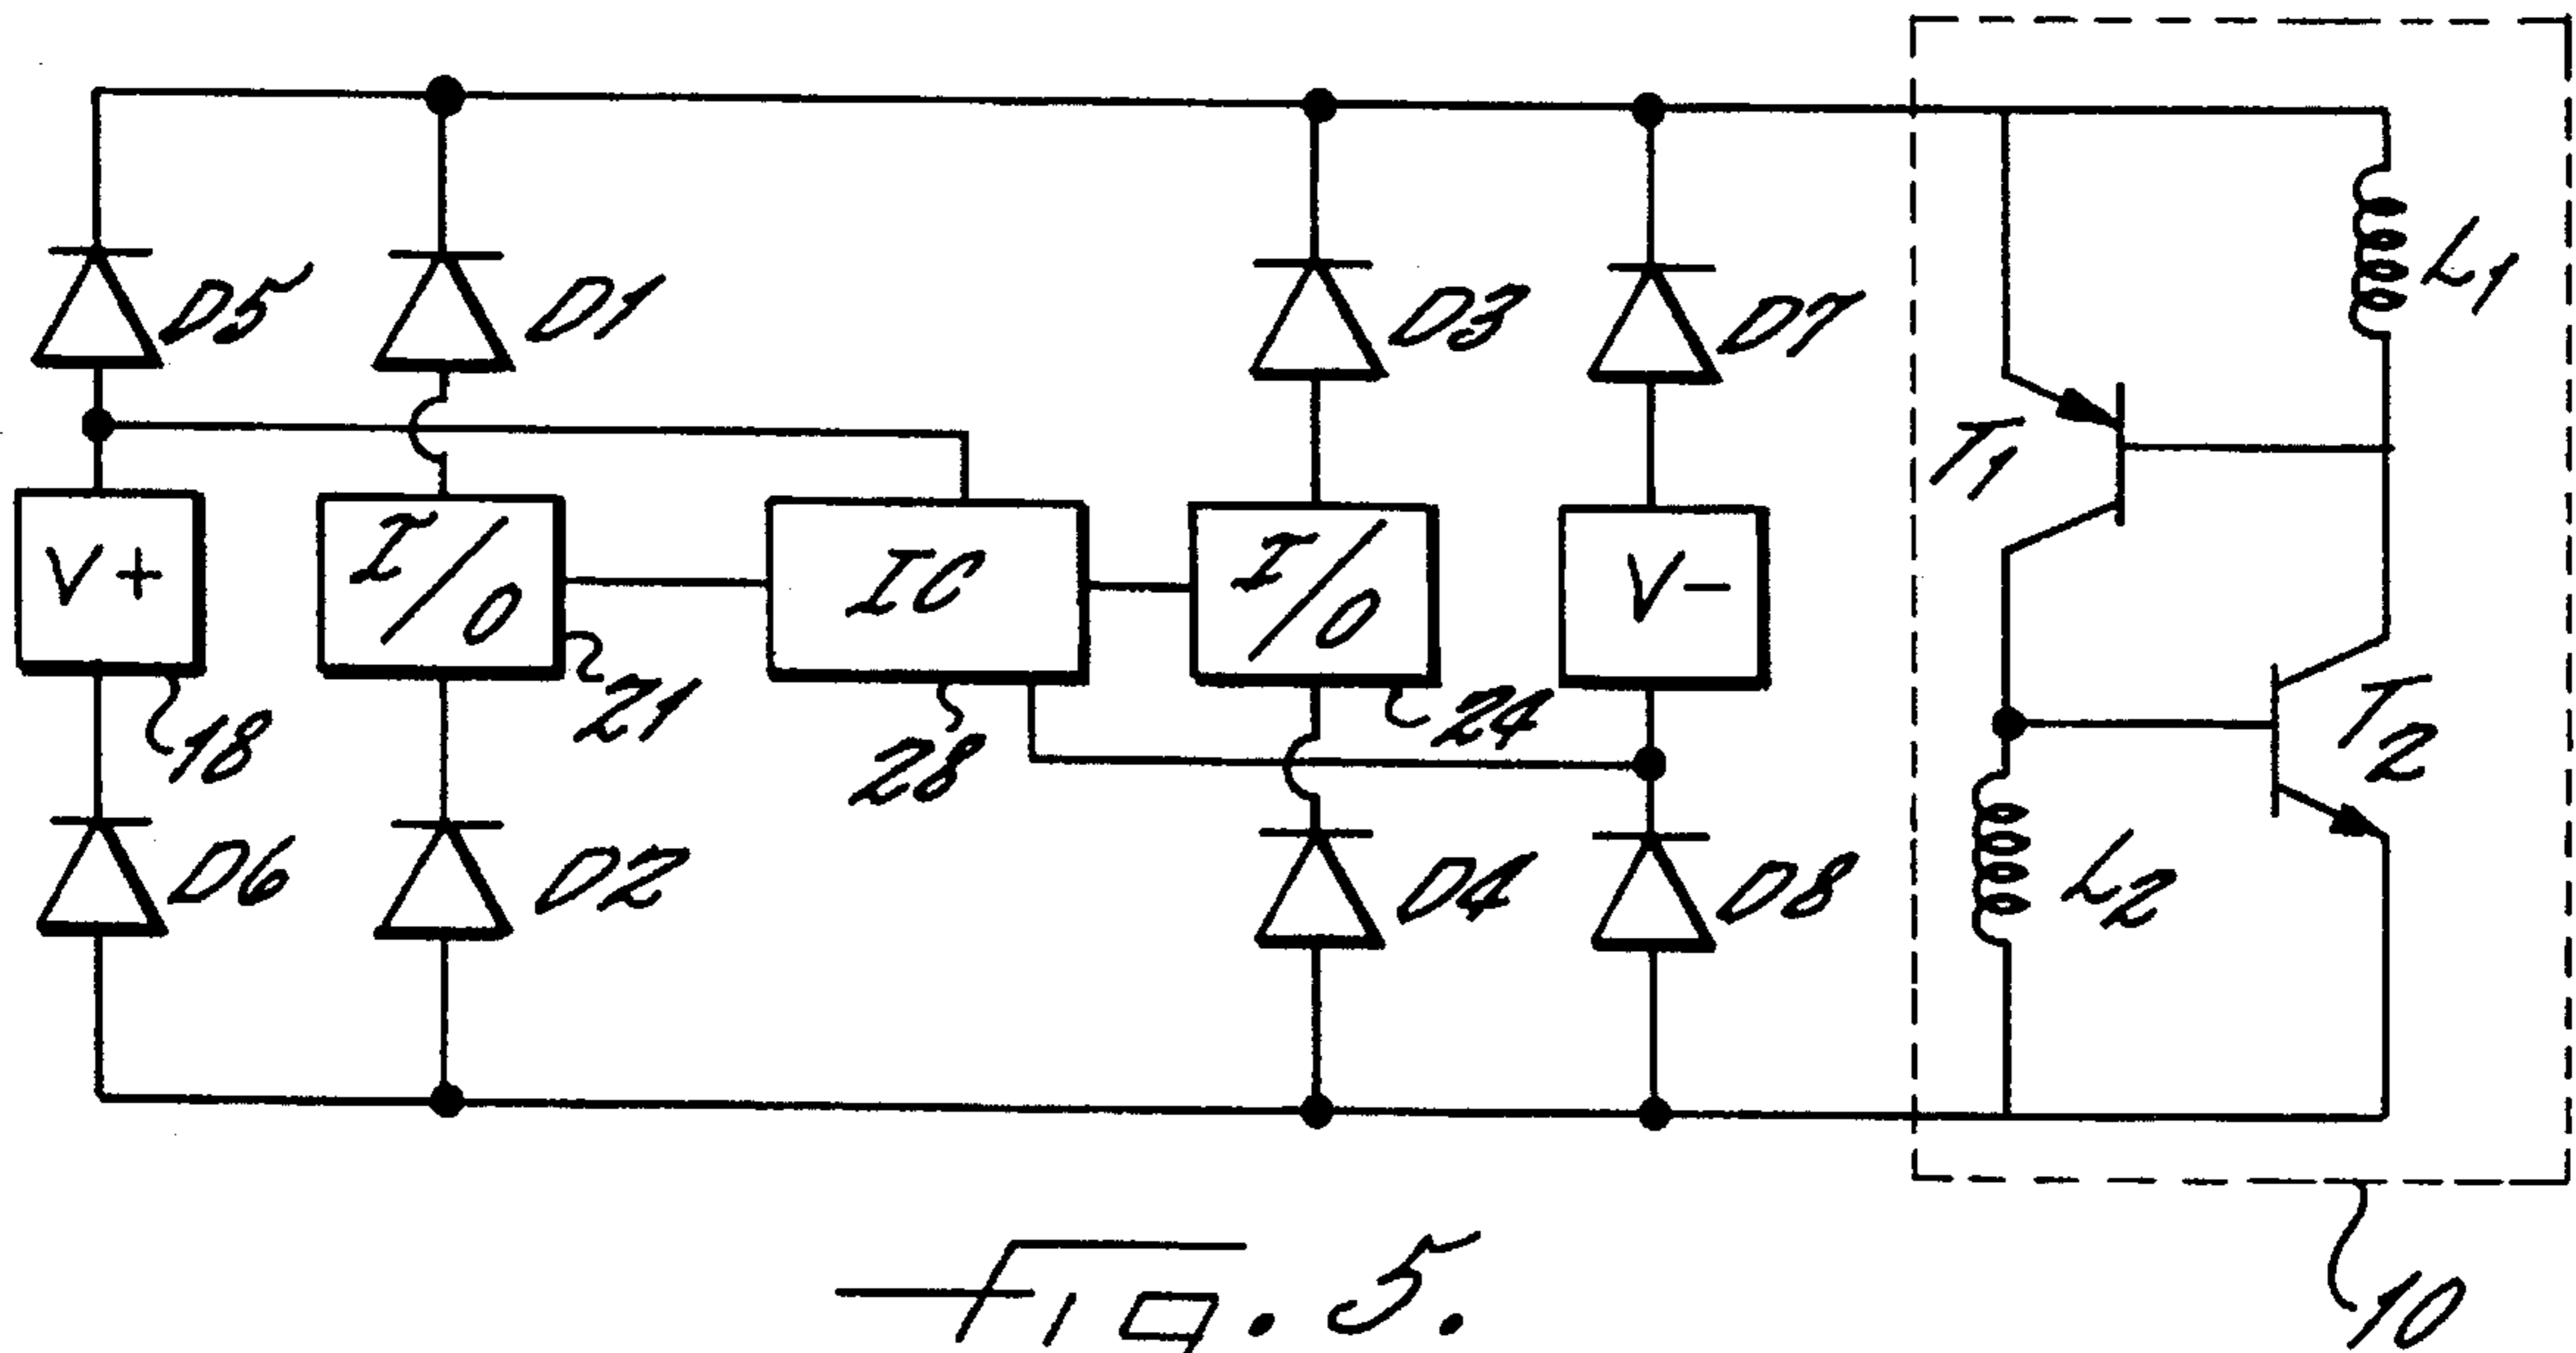 D5
D1
D3
D7
L1
T1
V+
I/O
IC
I/O
V-
18
21
28
24
T2
D6
D2
D4
D8
L2
10
Fig. 5.